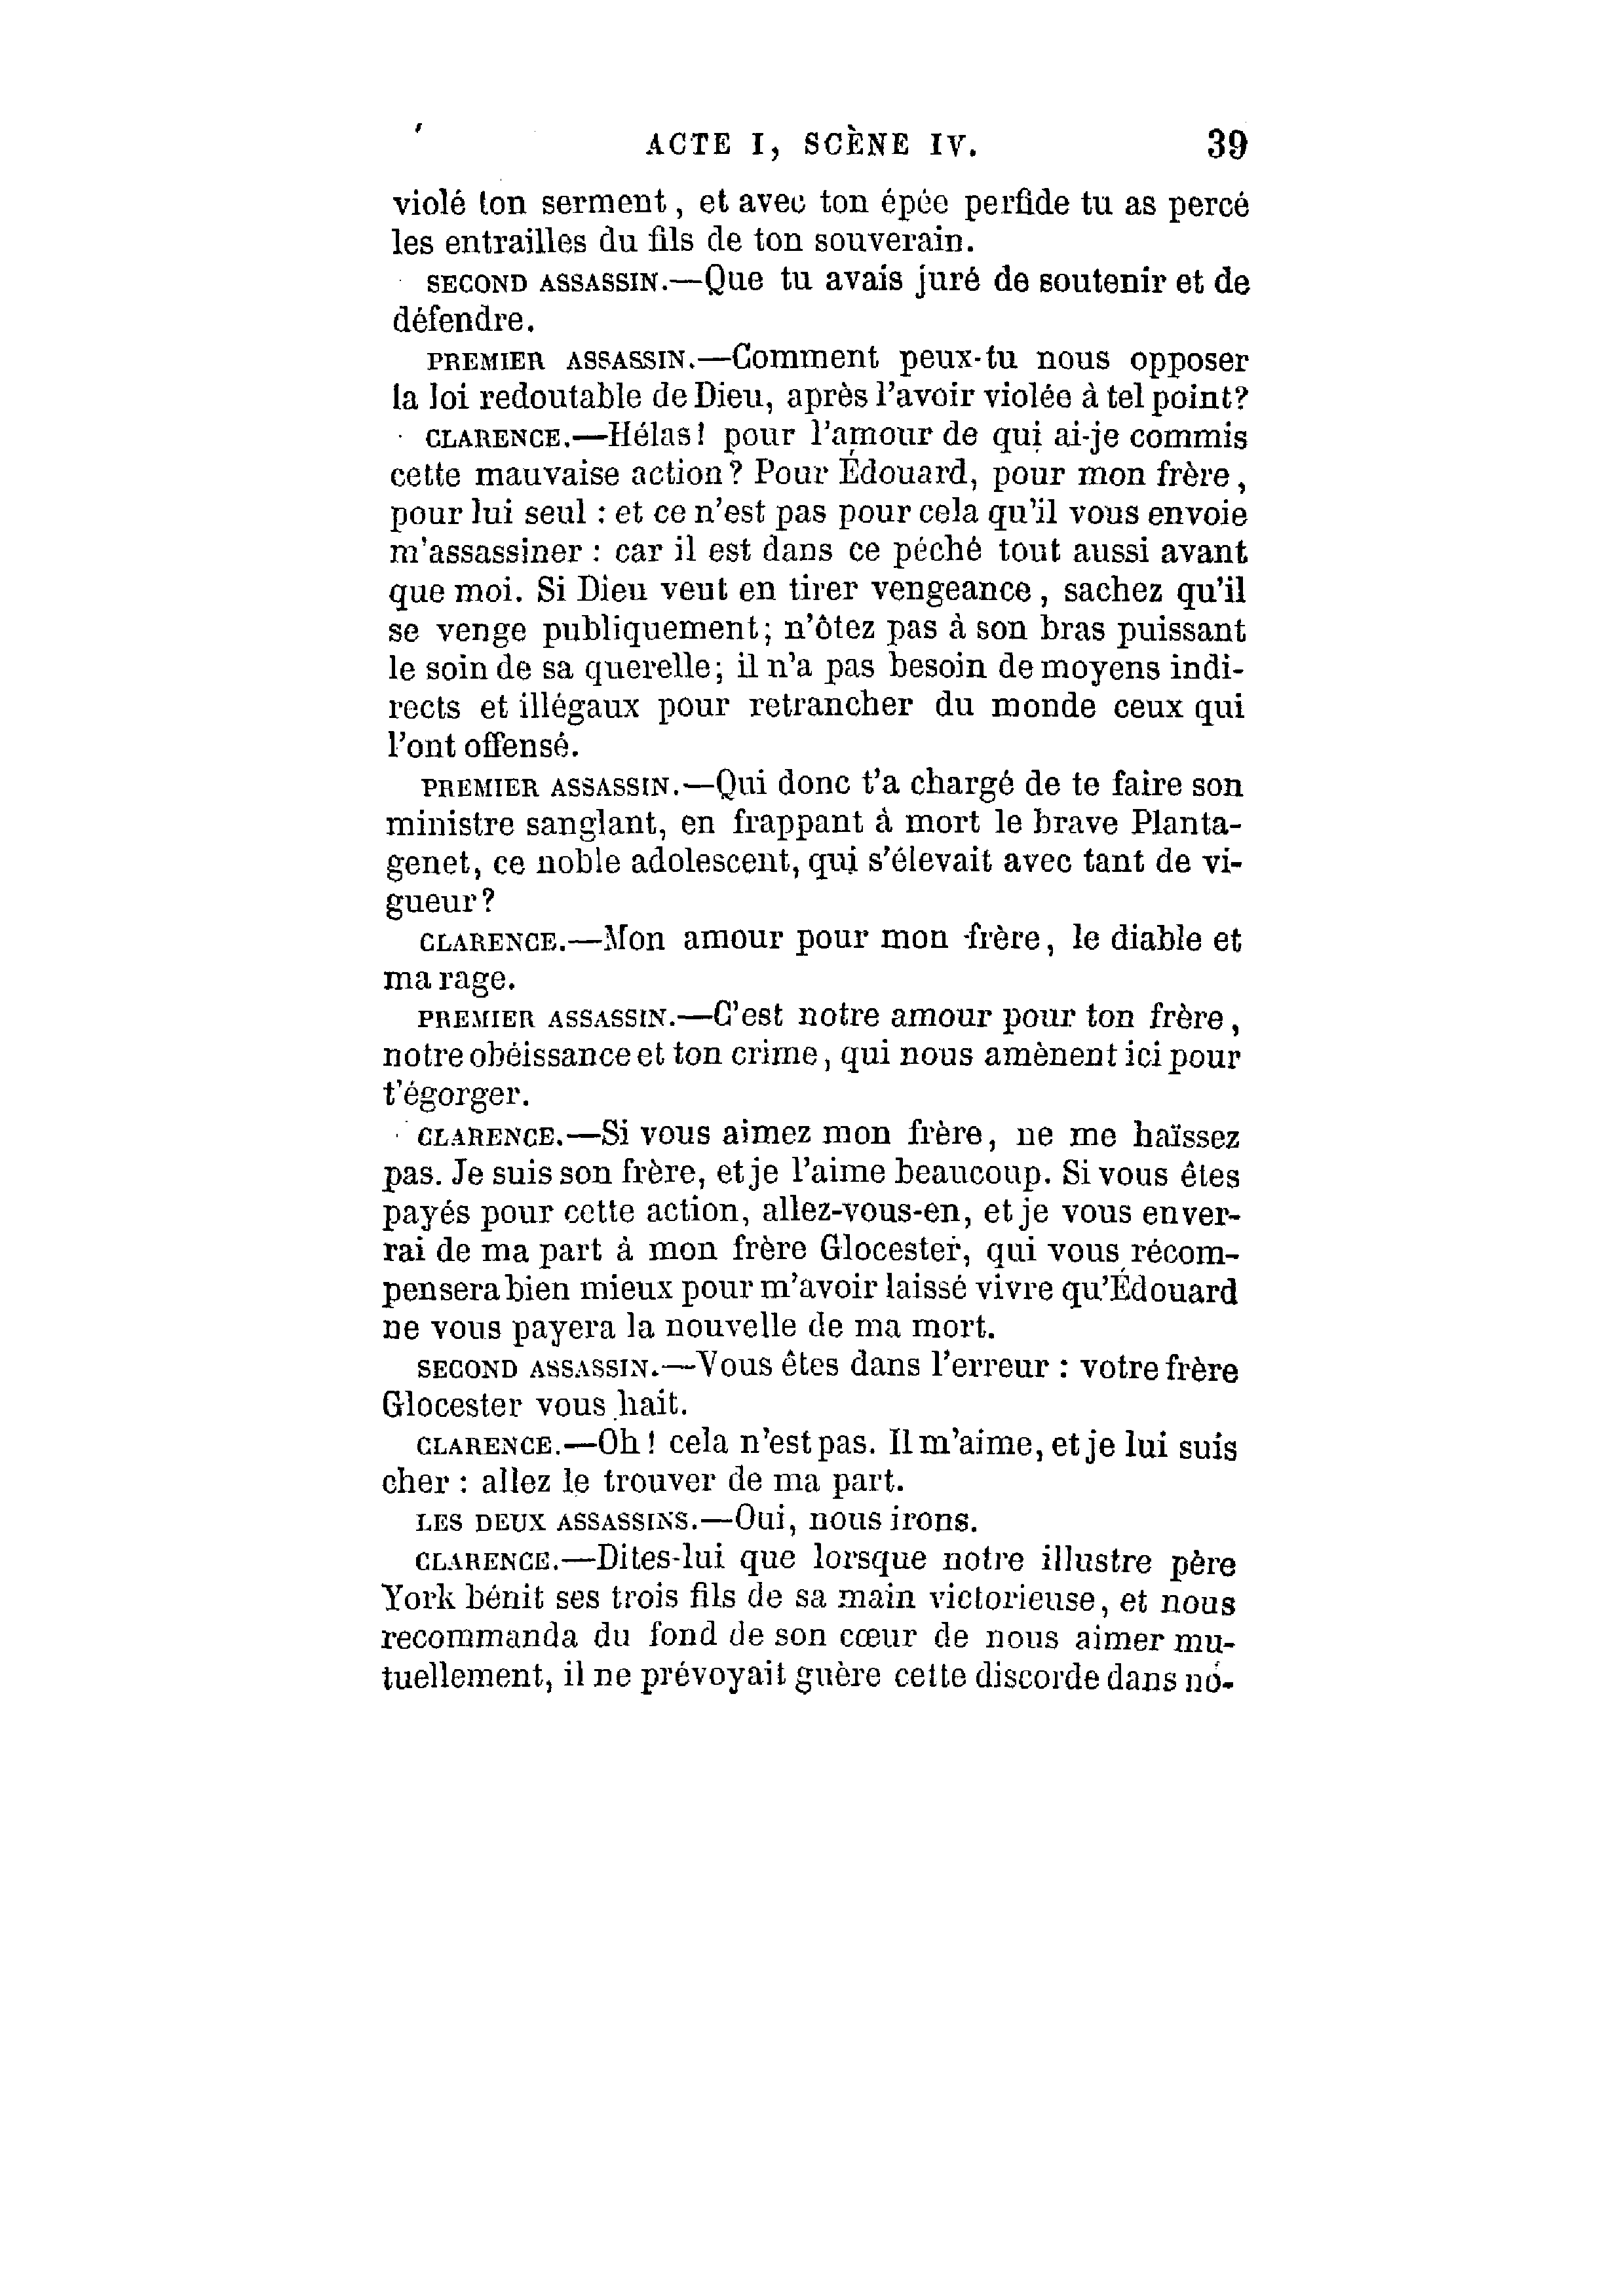 ACTE I, SCÈNE IV. 39
violé ton serment, et avec ton épée perfide tu as percé
les entrailles du fils de ton souverain.
SECOND ASSASSIN.—Que tu avais juré de soutenir et de
défendre.
PREMIER ASSASSIN.—Comment peux-tu nous opposer
la loi redoutable de Dieu, après l'avoir violée à tel point?
CLARENCE.—Hélas! pour l'amour de qui ai-je commis
cette mauvaise action? Pour Édouard, pour mon frère,
pour lui seul : et ce n'est pas pour cela qu'il vous envoie
m'assassiner : car il est dans ce péché tout aussi avant
que moi. Si Dieu veut en tirer vengeance, sachez qu'il
se venge publiquement; n'ôtez pas à son bras puissant
le soin de sa querelle; il n'a pas besoin de moyens indi-
rects et illégaux pour retrancher du monde ceux qui
l'ont offensé.
PREMIER ASSASSIN.—Qui donc t'a chargé de te faire son
ministre sanglant, en frappant à mort le brave Planta-
genet, ce noble adolescent, qui s'élevait avec tant de vi-
gueur?
CLARENCE.—Mon amour pour mon frère, le diable et
ma rage.
PREMIER ASSASSIN.—C'est notre amour pour ton frère,
notre obéissance et ton crime, qui nous amènent ici pour
t'égorger.
CLARENCE.—Si vous aimez mon frère, ne me haïssez
pas. Je suis son frère, et je l'aime beaucoup. Si vous êtes
payés pour cette action, allez-vous-en, et je vous enver-
rai de ma part à mon frère Glocester, qui vous récom-
pensera bien mieux pour m'avoir laissé vivre qu'Édouard
ne vous payera la nouvelle de ma mort.
SECOND ASSASSIN.—Vous êtes dans l'erreur : votre frère
Glocester vous hait.
CLARENCE.—Oh! cela n'est pas. Il m'aime, et je lui suis
cher : allez le trouver de ma part.
LES DEUX ASSASSINS.—Oui, nous irons.
CLARENCE.—Dites-lui que lorsque notre illustre père
York bénit ses trois fils de sa main victorieuse, et nous
recommanda du fond de son cœur de nous aimer mu-
tuellement, il ne prévoyait guère cette discorde dans no-